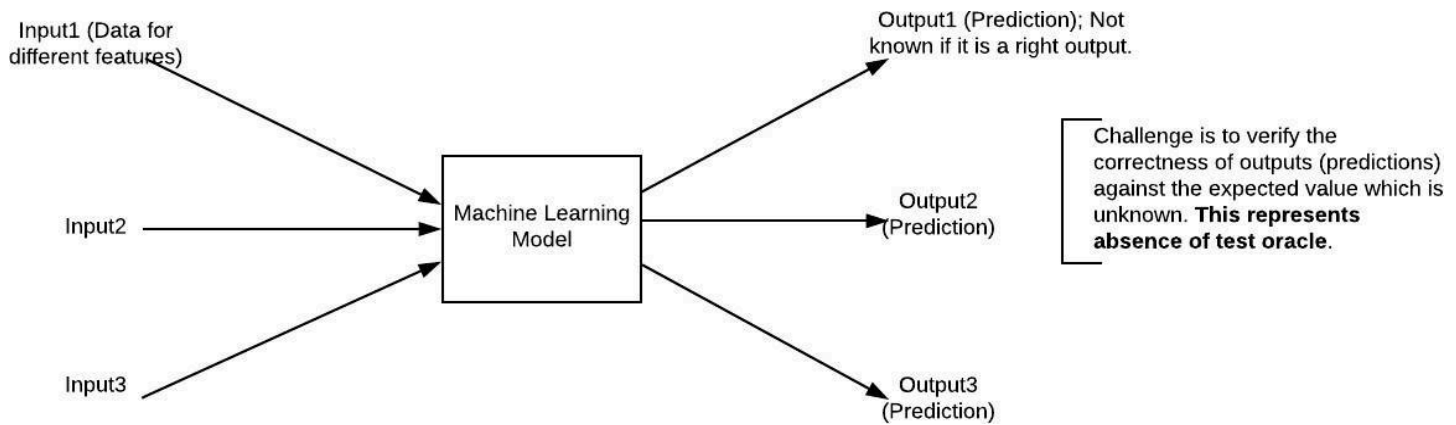 Input1 (Data for
different features)
Output1 (Prediction); Not
known if it is a right output.
Challenge is to verify the
correctness of outputs (predictions)
against the expected value which is
unknown. This represents
absence of test oracle.
Input2
Machine Learning
Model
Output2
(Prediction)
Input3
Output3
(Prediction)